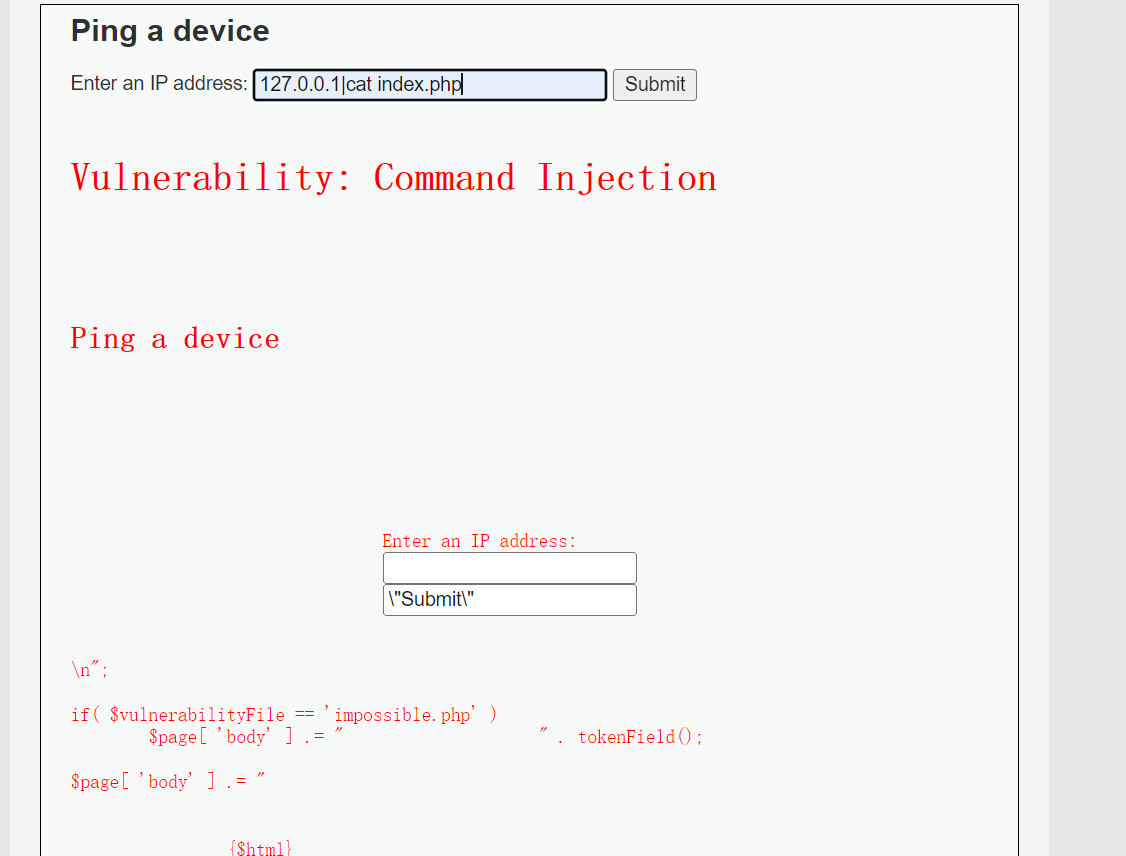 Ping a device
Enter an IP address: 127.0.0.1|cat index.php Submit
Vulnerability: Command Injection
Ping a device
Enter an IP address:
\"Submit\"
\n";
if( $vulnerabilityFile == 'impossible.php' )
$page[ 'body' ] .= " " . tokenField();
$page[ 'body' ] .= "
{$html}